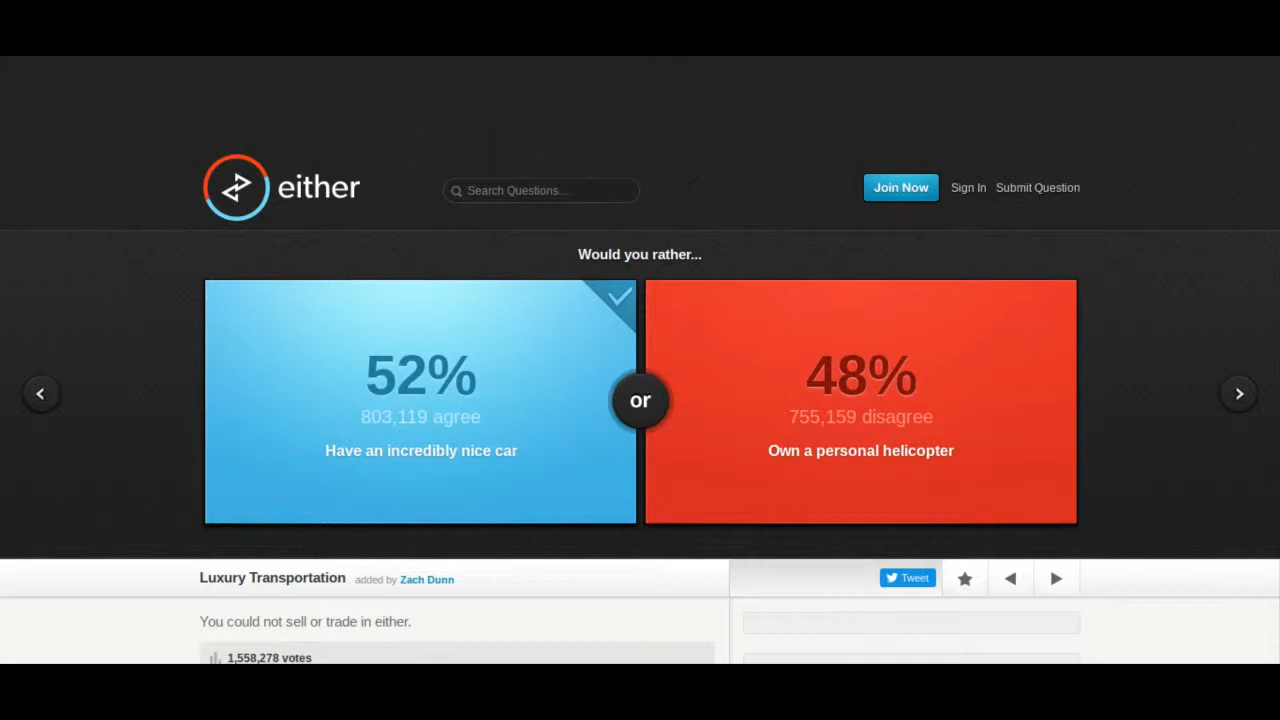 either
Search Questions...
Join Now Sign In Submit Question
Would you rather...
52%
803,119 agree
Have an incredibly nice car
or
48%
755,159 disagree
Own a personal helicopter
Luxury Transportation added by Zach Dunn
Tweet
You could not sell or trade in either.
1,558,278 votes